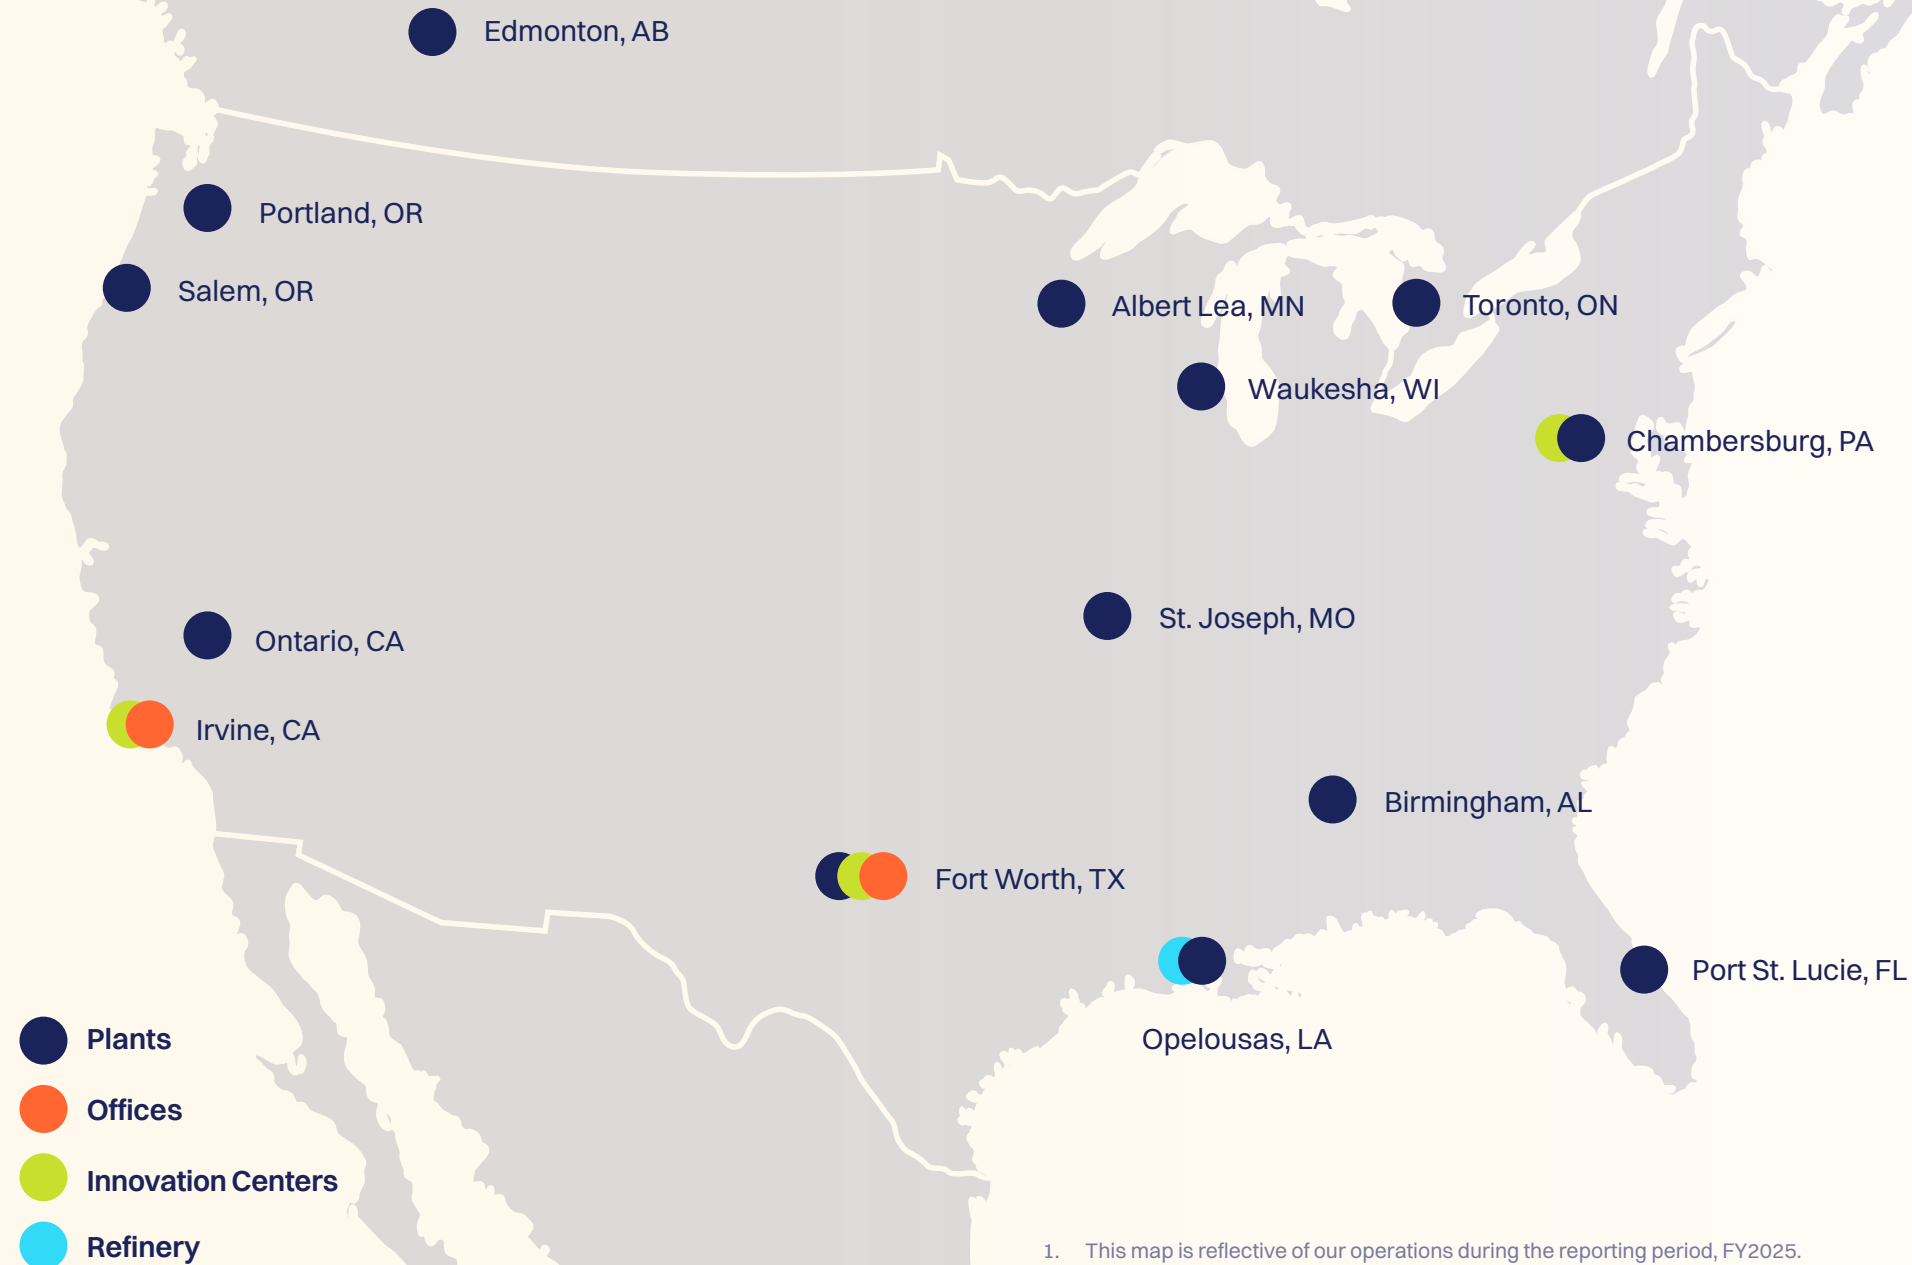 Edmonton, AB
Portland, OR
Salem, OR
Albert Lea, MN
Toronto, ON
Waukesha, WI
Chambersburg, PA
St. Joseph, MO
Ontario, CA
Irvine, CA
Birmingham, AL
Fort Worth, TX
Port St. Lucie, FL
Opelousas, LA
Plants
Offices
Innovation Centers
Refinery
1. This map is reflective of our operations during the reporting period, FY2025.